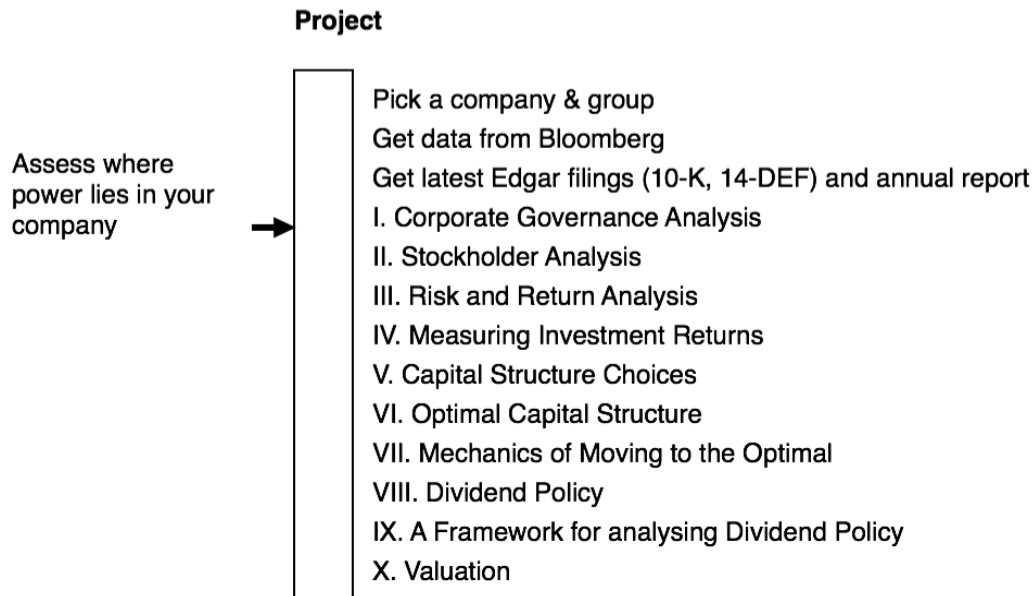 Project
Assess where
power lies in your
company
Pick a company & group
Get data from Bloomberg
Get latest Edgar filings (10-K, 14-DEF) and annual report
I. Corporate Governance Analysis
II. Stockholder Analysis
III. Risk and Return Analysis
IV. Measuring Investment Returns
V. Capital Structure Choices
VI. Optimal Capital Structure
VII. Mechanics of Moving to the Optimal
VIII. Dividend Policy
IX. A Framework for analysing Dividend Policy
X. Valuation